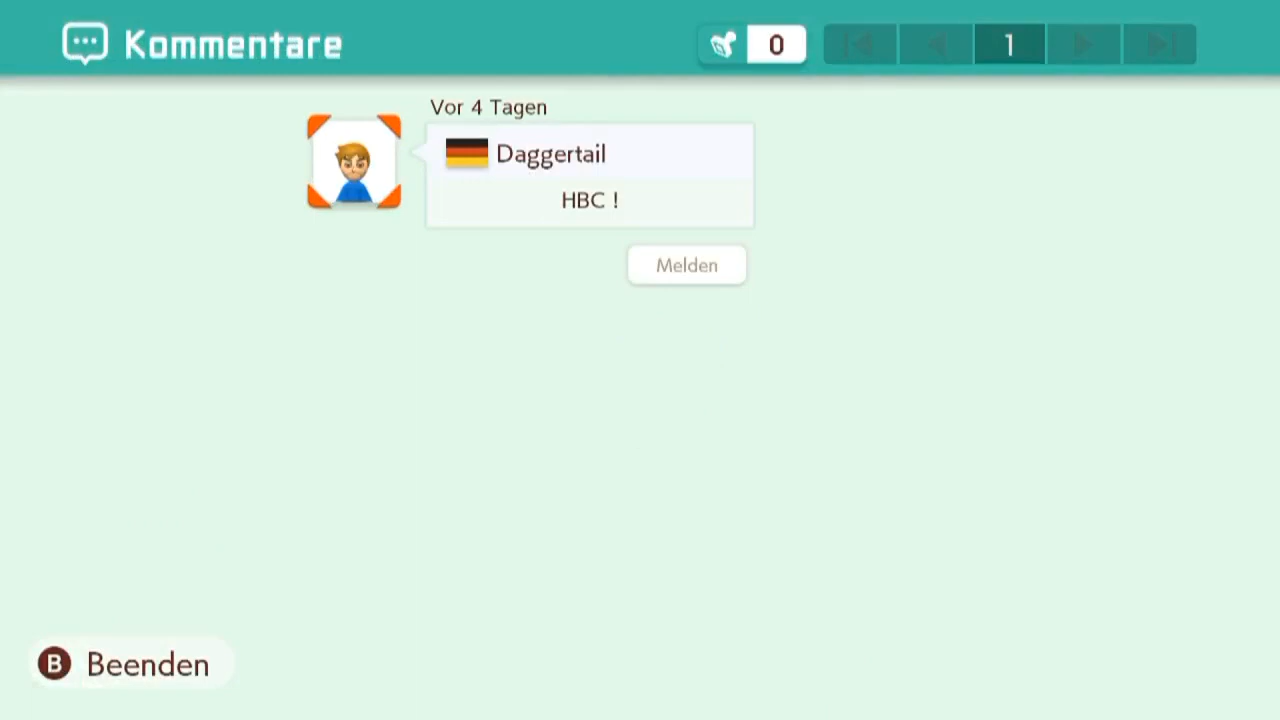 Kommentare
0
1
Vor 4 Tagen
Daggertail
HBC !
Melden
B Beenden